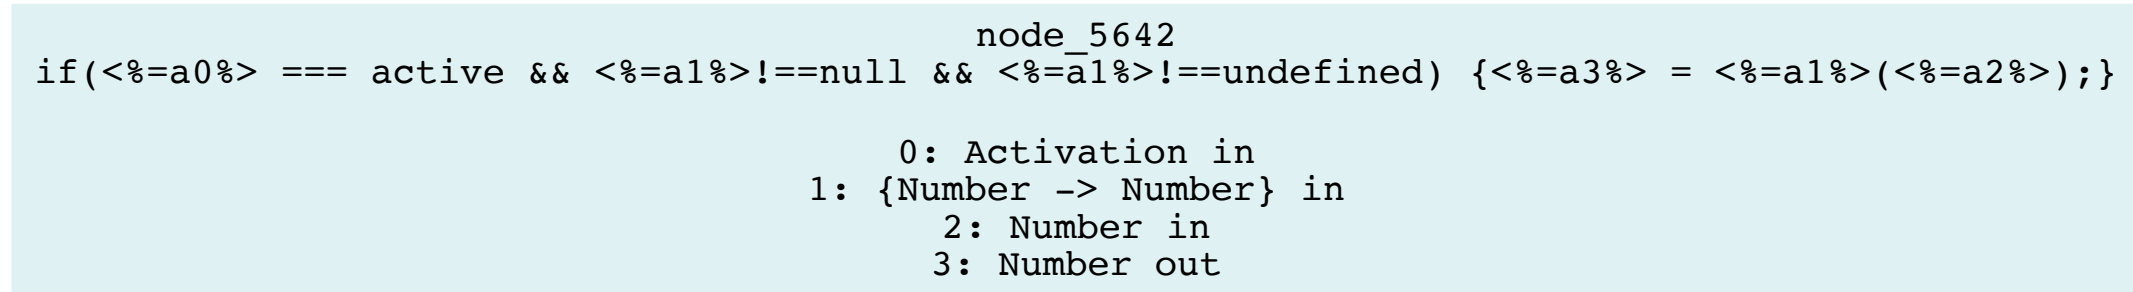 node_5642
if(<%=a0%> === active && <%=a1%>!==null && <%=a1%>!==undefined) {<%=a3%> = <%=a1%>(<%=a2%>);}
0: Activation in
1: {Number -> Number} in
2: Number in
3: Number out